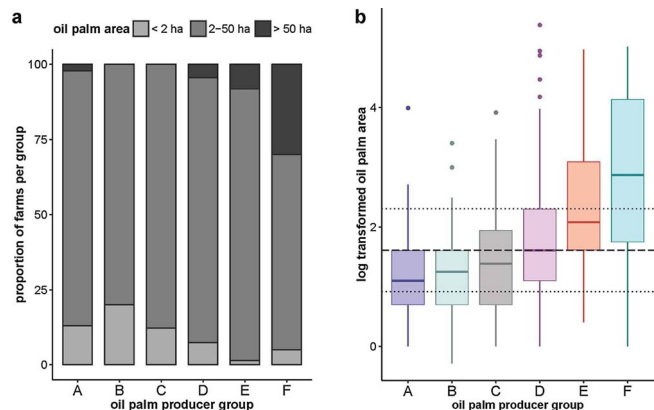 a
oil palm area < 2 ha 2–50 ha > 50 ha
proportion of farms per group
100
75
50
25
0
A B C D E F
oil palm producer group
b
log transformed oil palm area
4
2
0
A B C D E F
oil palm producer group